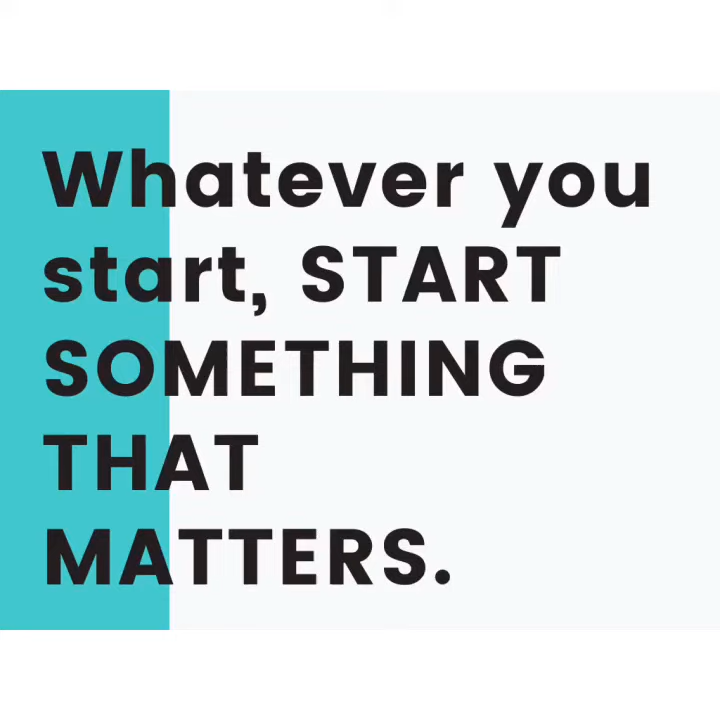 Whatever you
start, START
SOMETHING
THAT
MATTERS.